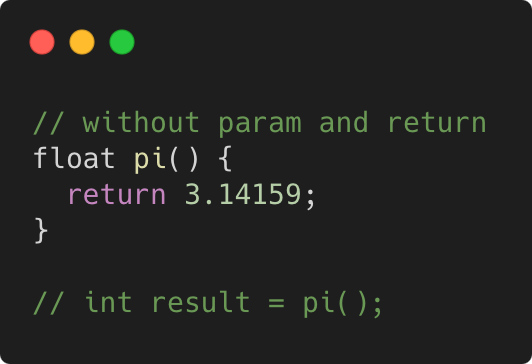 // without param and return
float pi() {
  return 3.14159;
}
// int result = pi();